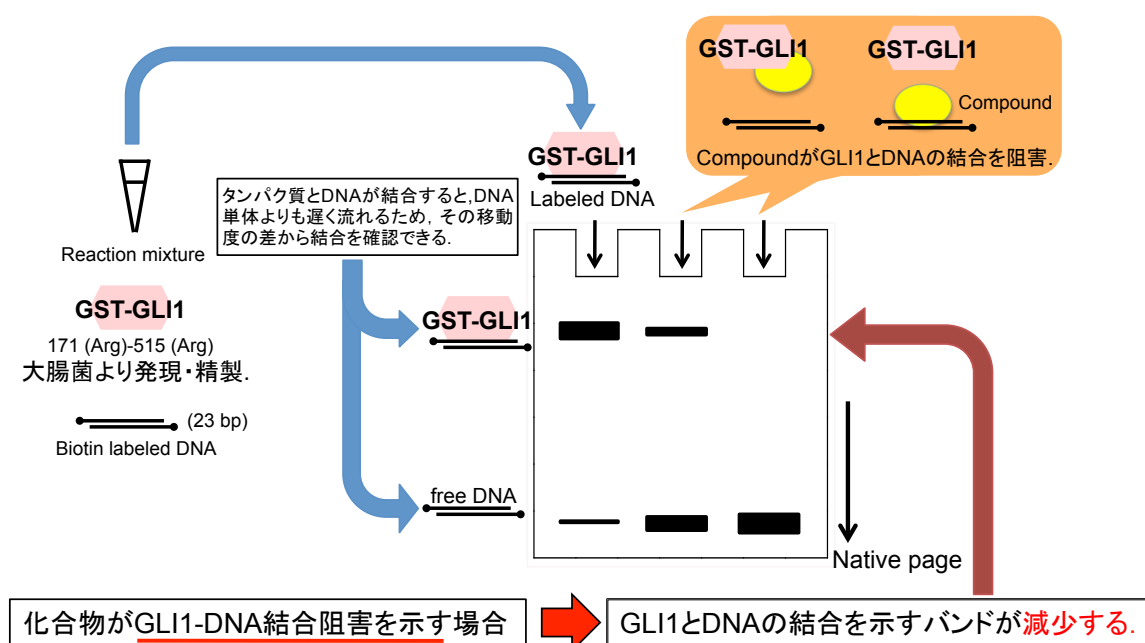 GST-GLI1
GST-GLI1
Compound
CompoundがGLI1とDNAの結合を阻害.
GST-GLI1
Labeled DNA
タンパク質とDNAが結合すると,DNA
単体よりも遅く流れるため，その移動
度の差から結合を確認できる.
Reaction mixture
GST-GLI1
171 (Arg)-515 (Arg)
大腸菌より発現・精製.
(23 bp)
Biotin labeled DNA
GST-GLI1
free DNA
Native page
化合物がGLI1-DNA結合阻害を示す場合
GLI1とDNAの結合を示すバンドが減少する.